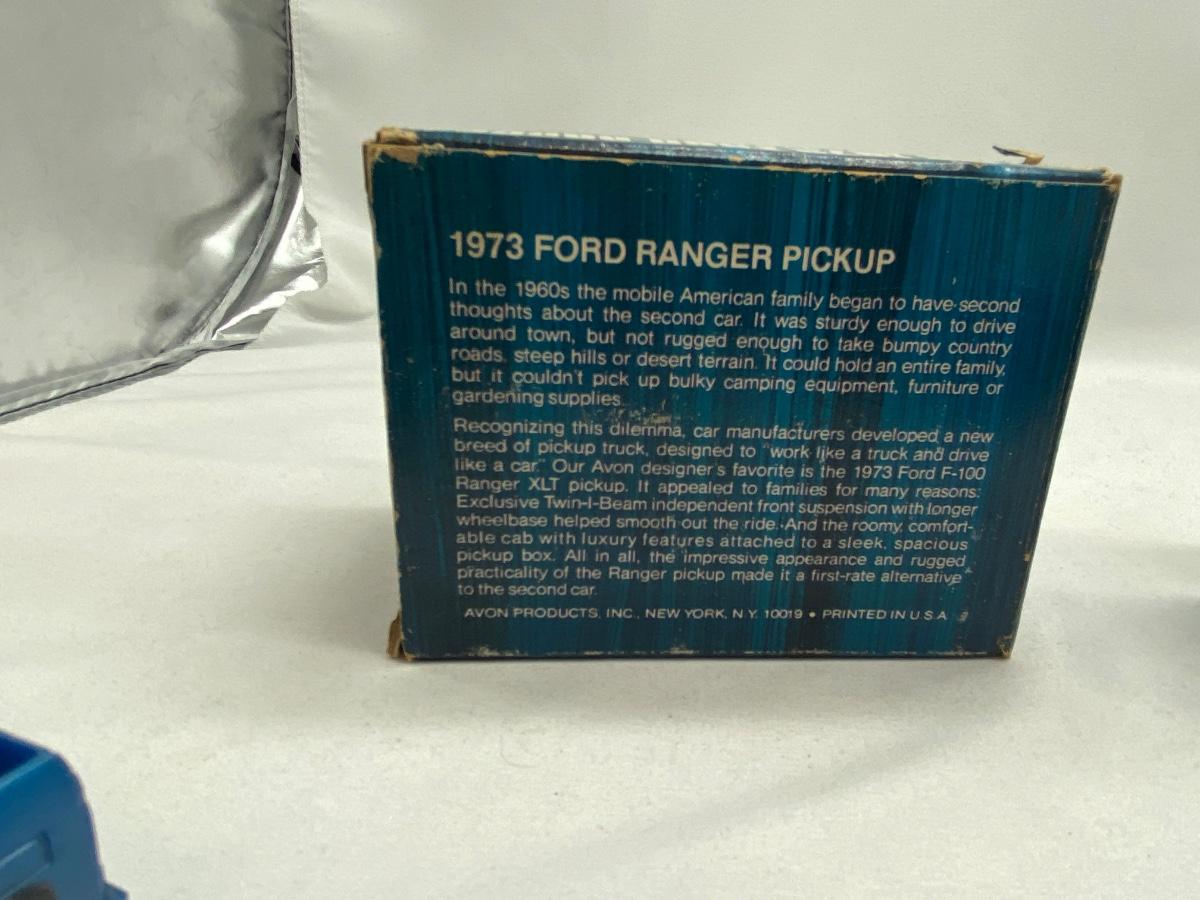 1973 FORD RANGER PICKUP
In the 1960s the mobile American family began to have second
thoughts about the second car. It was sturdy enough to drive
around town, but not rugged enough to take bumpy country
roads, steep hills or desert terrain. It could hold an entire family,
but it couldn't pick up bulky camping equipment, furniture or
gardening supplies.
Recognizing this dilemma, car manufacturers developed a new
breed of pickup truck, designed to "work like a truck and drive
like a car." Our Avon designer's favorite is the 1973 Ford F-100
Ranger XLT pickup. It appealed to families for many reasons:
Exclusive Twin-I-Beam independent front suspension with longer
wheelbase helped smooth out the ride. And the roomy, comfort-
able cab with luxury features attached to a sleek, spacious
pickup box. All in all, the impressive appearance and rugged
practicality of the Ranger pickup made it a first-rate alternative
to the second car.
AVON PRODUCTS, INC., NEW YORK, N.Y. 10019 • PRINTED IN U.S.A.